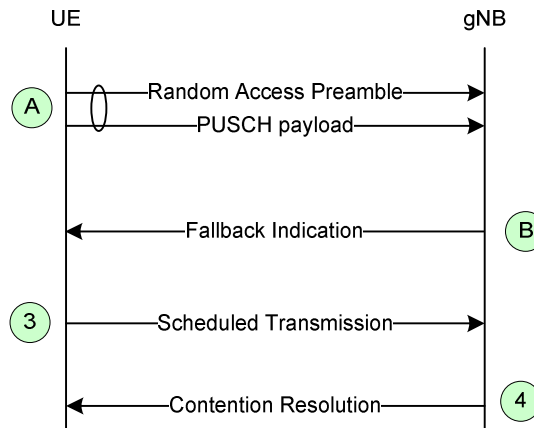 UE
gNB
A
Random Access Preamble
PUSCH payload
Fallback Indication
B
3
Scheduled Transmission
Contention Resolution
4